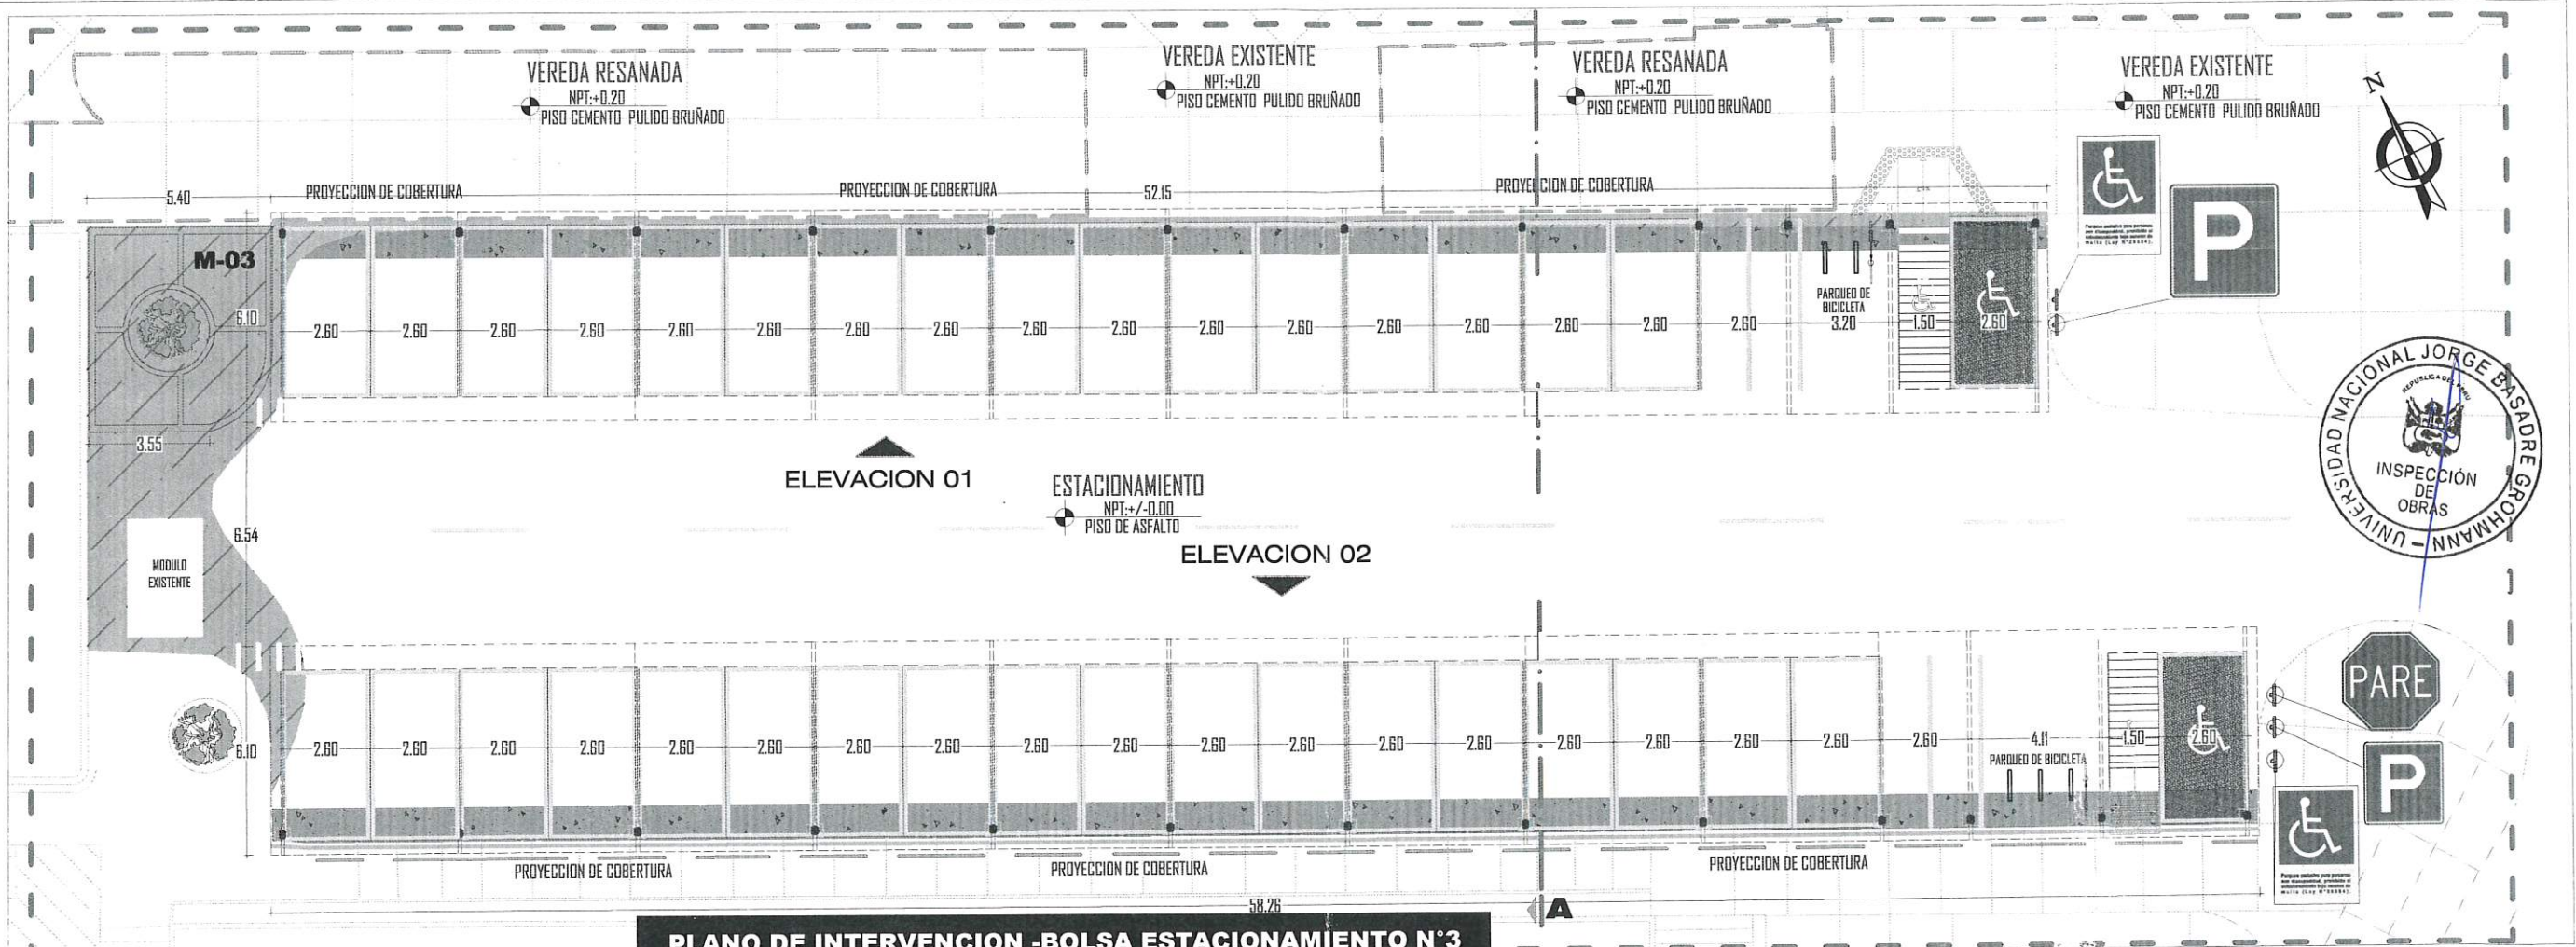 VEREDA RESANADA
NPT:+0.20
PISO CEMENTO PULIDO BRUÑADO
VEREDA EXISTENTE
NPT:+0.20
PISO CEMENTO PULIDO BRUÑADO
VEREDA RESANADA
NPT:+0.20
PISO CEMENTO PULIDO BRUÑADO
VEREDA EXISTENTE
NPT:+0.20
PISO CEMENTO PULIDO BRUÑADO
N
5.40
PROYECCION DE COBERTURA
PROYECCION DE COBERTURA
52.15
PROYECCION DE COBERTURA
P
M-03
6.10
2.60 2.60 2.60 2.60 2.60 2.60 2.60 2.60 2.60 2.60 2.60 2.60 2.60 2.60 2.60 2.60 2.60
PARQUEO DE
BICICLETA
3.20
1.50
2.60
3.55
ELEVACION 01
ESTACIONAMIENTO
NPT:+/-0.00
PISO DE ASFALTO
ELEVACION 02
6.54
MODULO
EXISTENTE
UNIVERSIDAD NACIONAL JORGE BASADRE GROHMANN –
REPUBLICA DEL PERU
INSPECCIÓN
DE
OBRAS
PARE
P
6.10
2.60 2.60 2.60 2.60 2.60 2.60 2.60 2.60 2.60 2.60 2.60 2.60 2.60 2.60 2.60 2.60 2.60 2.60 2.60
4.11
PARQUEO DE BICICLETA
1.50
2.60
PROYECCION DE COBERTURA
PROYECCION DE COBERTURA
PROYECCION DE COBERTURA
58.26
A
PLANO DE INTERVENCION -BOLSA ESTACIONAMIENTO N°3